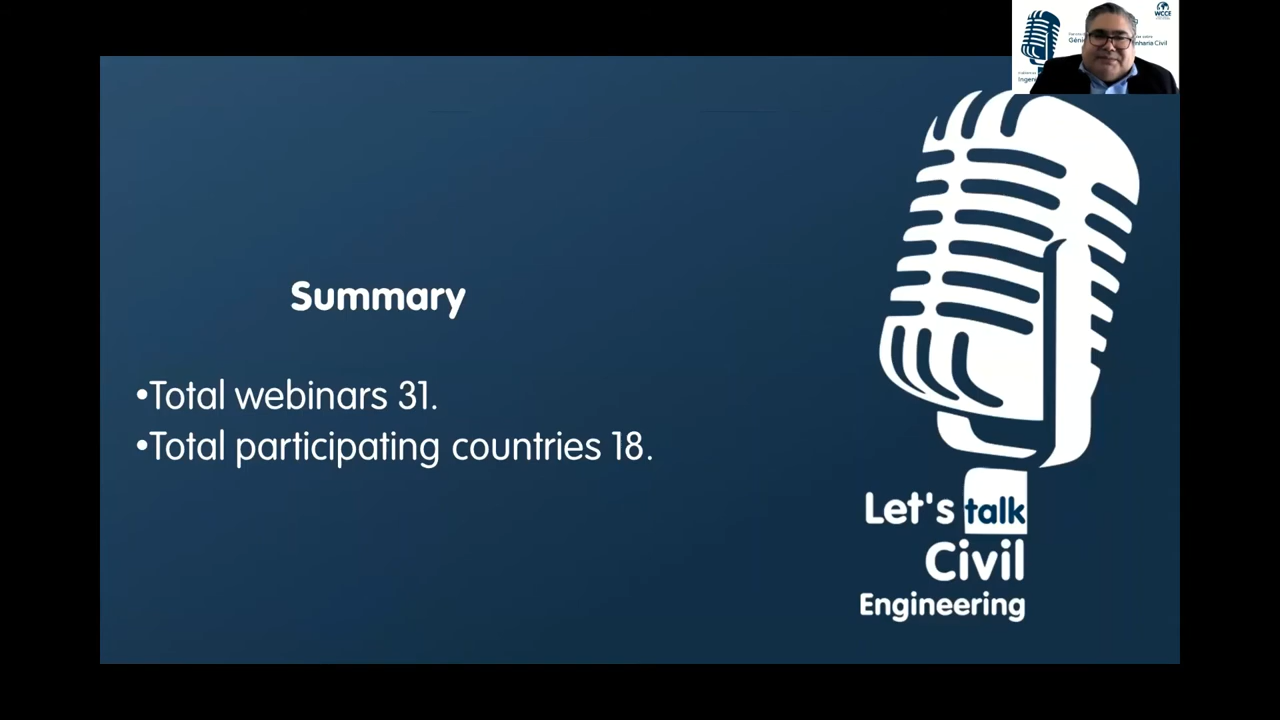 WCCE
Summary
•Total webinars 31.
•Total participating countries 18.
Let's talk
Civil
Engineering